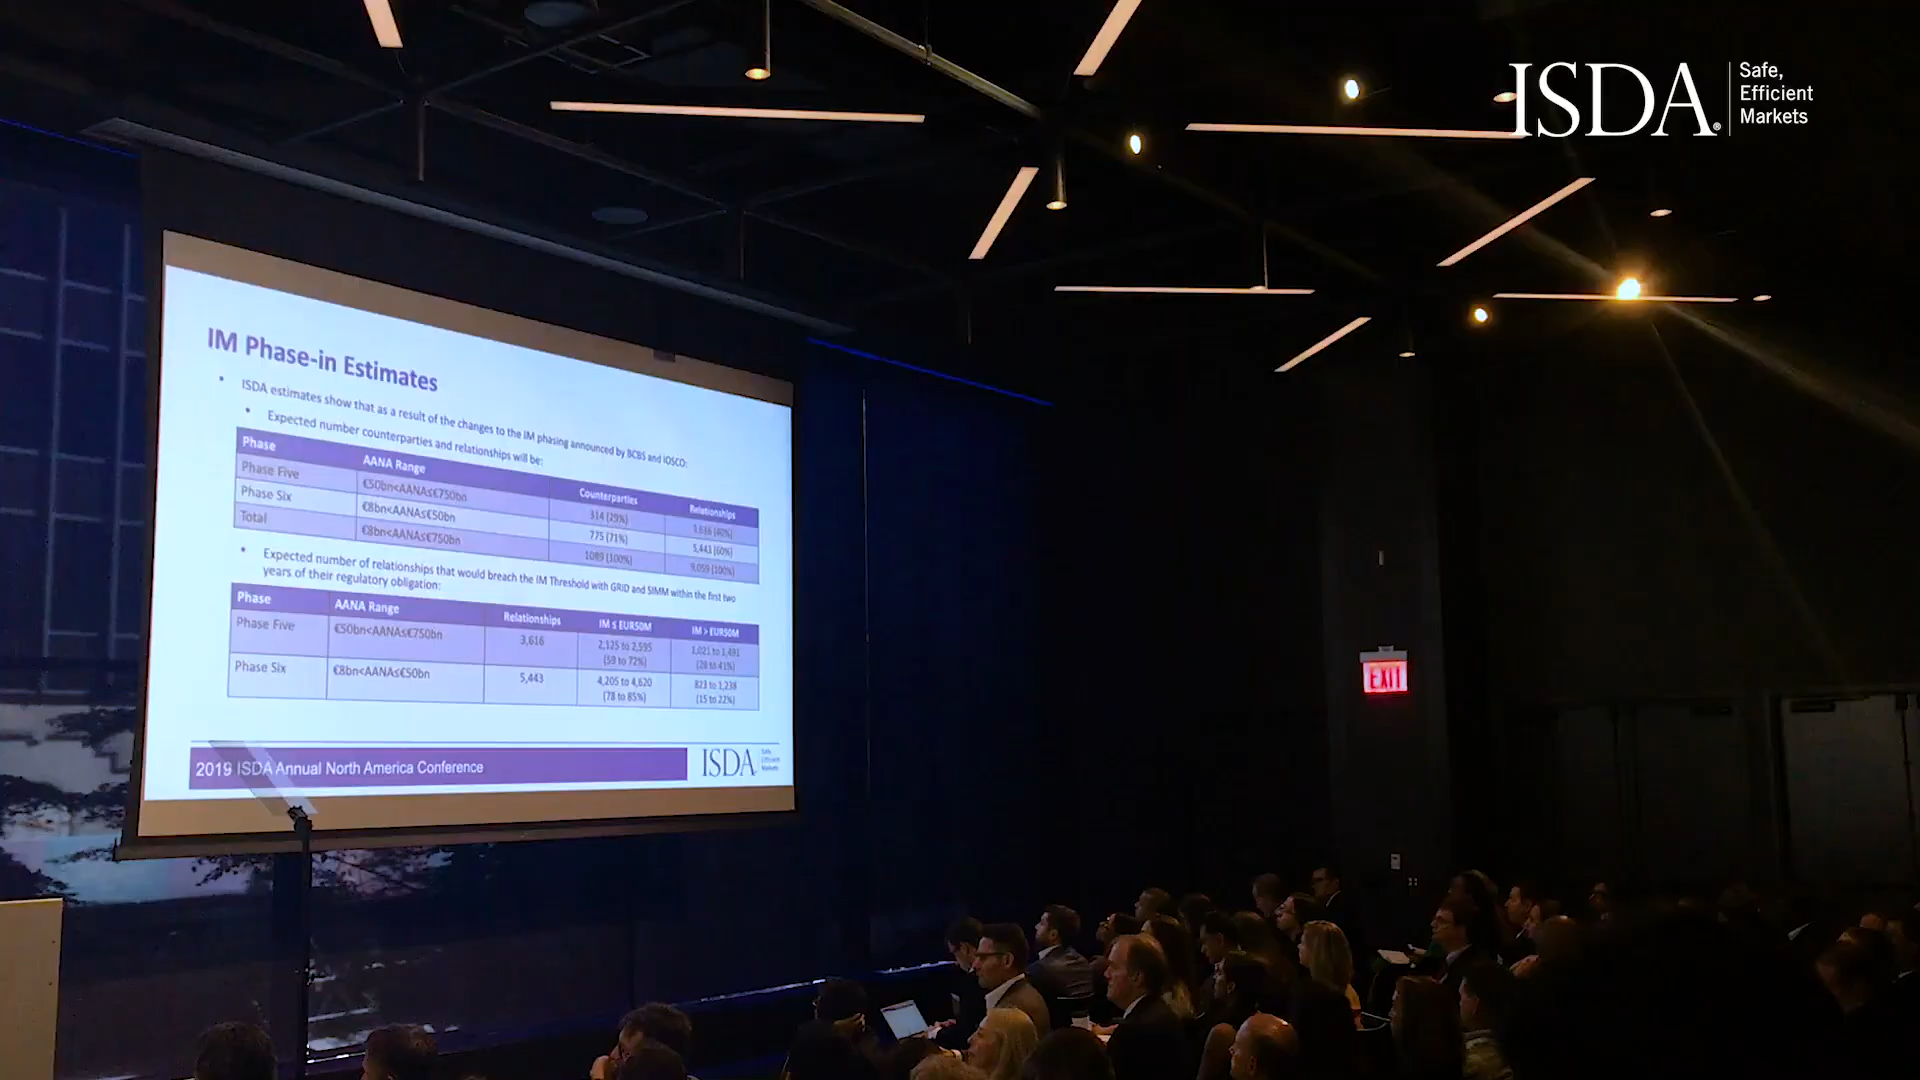 ISDA® Safe,
Efficient
Markets
IM Phase-in Estimates
• ISDA estimates show that as a result of the changes to the IM phasing announced by BCBS and IOSCO:
• Expected number counterparties and relationships will be:
Phase AANA Range Counterparties Relationships
Phase Five €50bn<AANA≤€750bn 314 (29%) 3,616 (40%)
Phase Six €8bn<AANA≤€50bn 775 (71%) 5,443 (60%)
Total €8bn<AANA≤€750bn 1089 (100%) 9,059 (100%)
• Expected number of relationships that would breach the IM Threshold with GRID and SIMM within the first two
years of their regulatory obligation:
Phase AANA Range Relationships IM ≤ EUR50M IM > EUR50M
Phase Five €50bn<AANA≤€750bn 3,616 2,125 to 2,595 1,021 to 1,491
(59 to 72%) (28 to 41%)
Phase Six €8bn<AANA≤€50bn 5,443 4,205 to 4,620 823 to 1,238
(78 to 85%) (15 to 22%)
2019 ISDA Annual North America Conference
ISDA Safe,
Efficient
Markets
EXIT